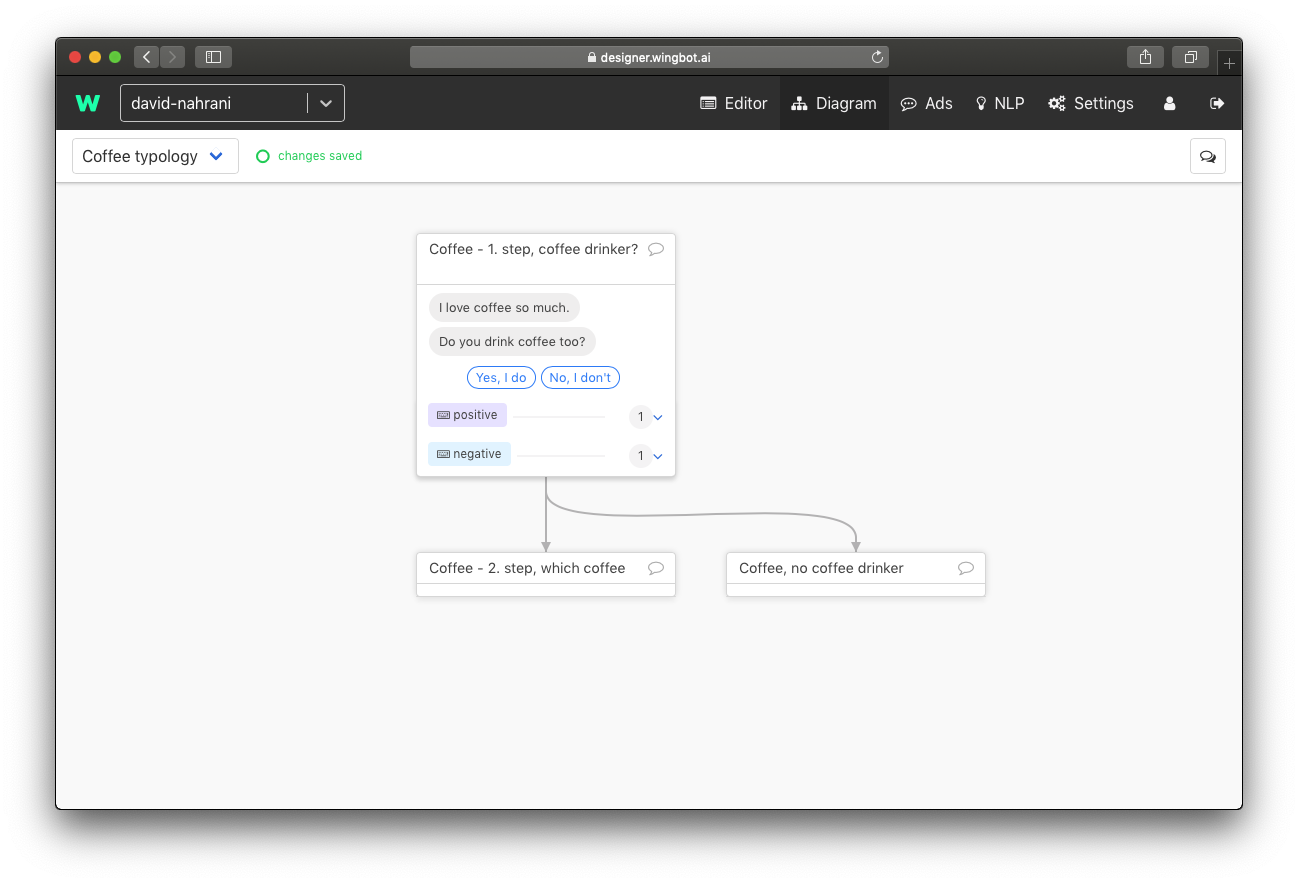 designer.wingbot.ai
W david-nahrani Editor Diagram Ads NLP Settings
Coffee typology changes saved
Coffee - 1. step, coffee drinker?
I love coffee so much.
Do you drink coffee too?
Yes, I do No, I don't
positive 1
negative 1
Coffee - 2. step, which coffee Coffee, no coffee drinker